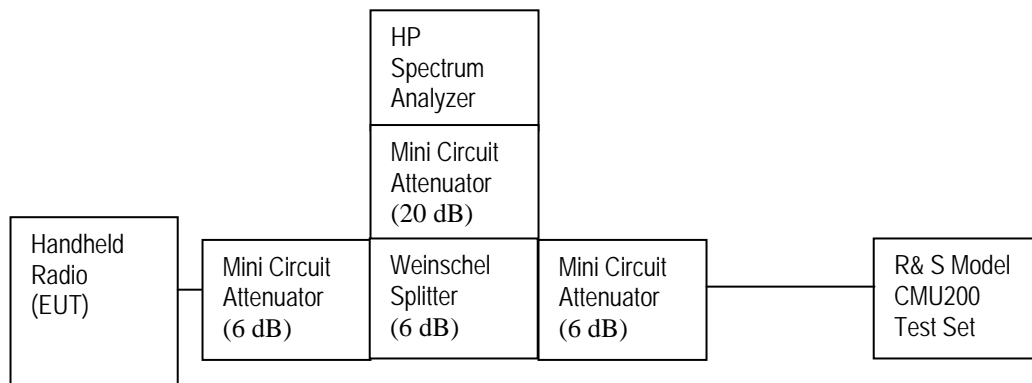 HP
Spectrum
Analyzer
Mini Circuit
Attenuator
(20 dB)
Handheld
Radio
(EUT)
Mini Circuit
Attenuator
(6 dB)
Weinschel
Splitter
(6 dB)
Mini Circuit
Attenuator
(6 dB)
R& S Model
CMU200
Test Set